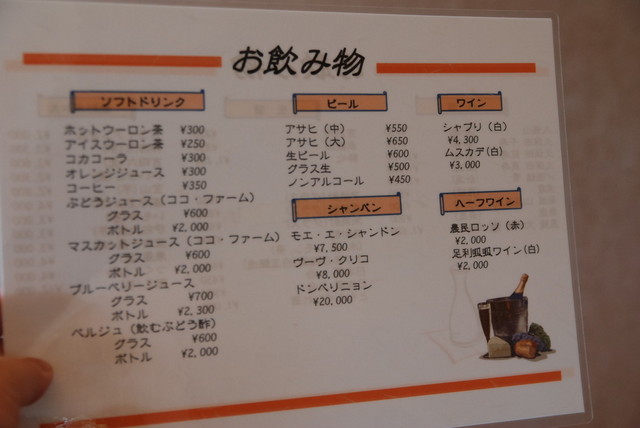 お飲み物
ソフトドリンク
ホットウーロン茶 ¥300
アイスウーロン茶 ¥250
コカコーラ ¥300
オレンジジュース ¥300
コーヒー ¥350
ぶどうジュース（ココ・ファーム）
グラス ¥600
ボトル ¥2,000
マスカットジュース（ココ・ファーム）
グラス ¥600
ボトル ¥2,000
ブルーベリージュース
グラス ¥700
ボトル ¥2,300
ベルジュ（飲むぶどう酢）
グラス ¥600
ボトル ¥2,000
ビール
アサヒ（中） ¥550
アサヒ（大） ¥650
生ビール ¥600
グラス生 ¥500
ノンアルコール ¥450
シャンパン
モエ・エ・シャンドン
¥7,500
ヴーヴ・クリコ
¥8,000
ドンペリニョン
¥20,000
ワイン
シャブリ（白）
¥4,300
ムスカデ(白)
¥3,000
ハーフワイン
農民ロッソ（赤）
¥2,000
足利呱呱ワイン(白)
¥2,000